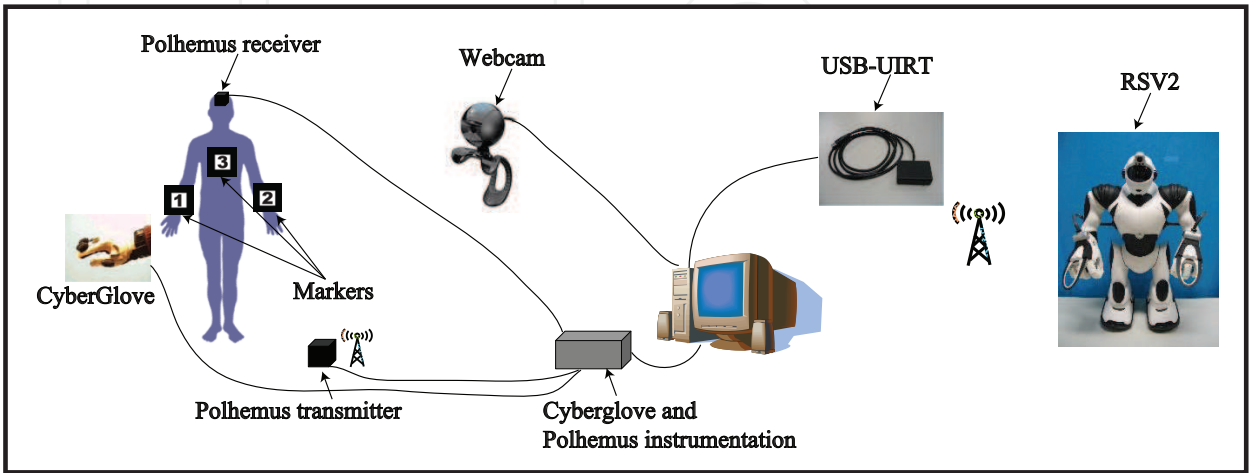 Polhemus receiver
Webcam
USB-UIRT
RSV2
3
1
2
CyberGlove
Markers
Polhemus transmitter
Cyberglove and
Polhemus instrumentation